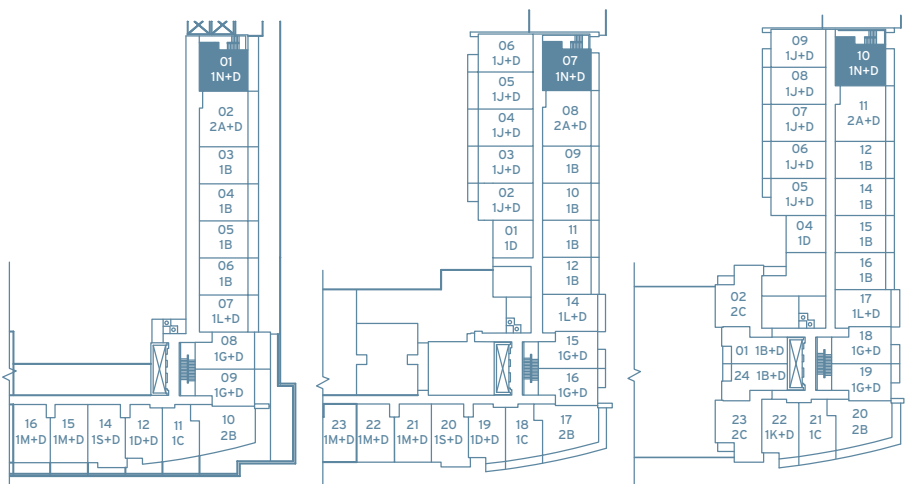 01
1N+D
02
2A+D
03
1B
04
1B
05
1B
06
1B
07
1L+D
08
1G+D
09
1G+D
10
2B
11
1C
12
1D+D
14
1S+D
15
1M+D
16
1M+D
06
1J+D
05
1J+D
04
1J+D
03
1J+D
02
1J+D
01
1D
07
1N+D
08
2A+D
09
1B
10
1B
11
1B
12
1B
14
1L+D
15
1G+D
16
1G+D
17
2B
18
1C
19
1D+D
20
1S+D
21
1M+D
22
1M+D
23
1M+D
09
1J+D
08
1J+D
07
1J+D
06
1J+D
05
1J+D
04
1D
10
1N+D
11
2A+D
12
1B
14
1B
15
1B
16
1B
17
1L+D
18
1G+D
19
1G+D
02
2C
01 1B+D
24 1B+D
23
2C
22
1K+D
21
1C
20
2B